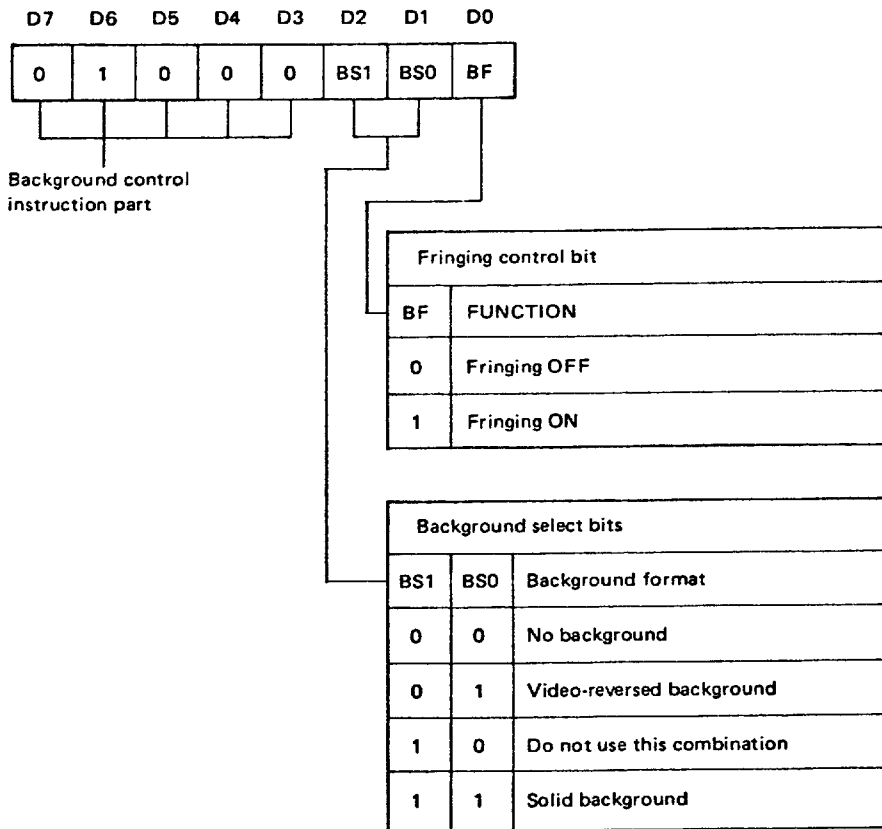 D7 D6 D5 D4 D3 D2 D1 D0
0 1 0 0 0 BS1 BS0 BF
Background control
instruction part
Fringing control bit
BF FUNCTION
0 Fringing OFF
1 Fringing ON
Background select bits
BS1 BS0 Background format
0 0 No background
0 1 Video-reversed background
1 0 Do not use this combination
1 1 Solid background